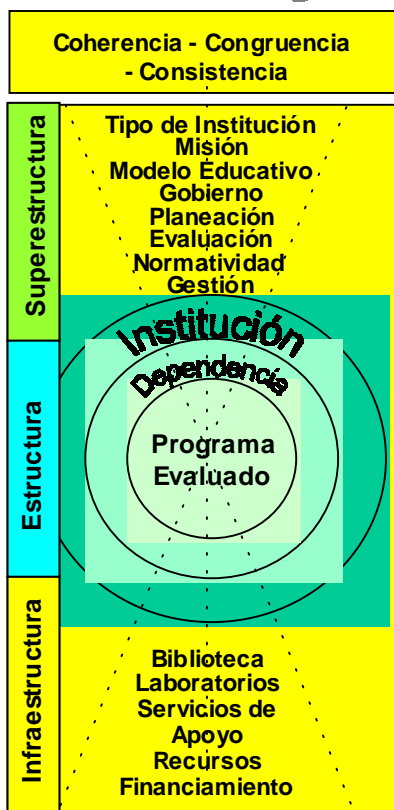 Coherencia - Congruencia
- Consistencia
Superestructura
Tipo de Institución
Misión
Modelo Educativo
Gobierno
Planeación
Evaluación
Normatividad
Gestión
Estructura
Institución
Dependencia
Programa
Evaluado
Infraestructura
Biblioteca
Laboratorios
Servicios de
Apoyo
Recursos
Financiamiento